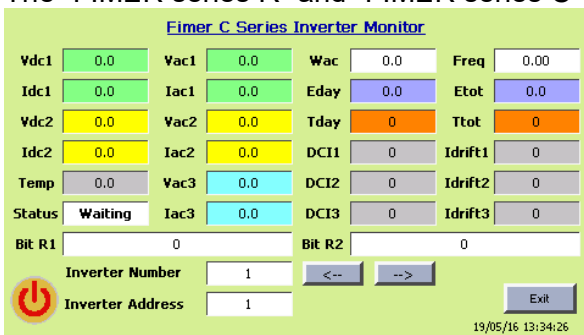 The "FIMER series R" and "FIMER series C"
Fimer C Series Inverter Monitor
Vdc1 0.0 Vac1 0.0 Wac 0.0 Freq 0.00
Idc1 0.0 Iac1 0.0 Eday 0.0 Etot 0.0
Vdc2 0.0 Vac2 0.0 Tday 0 Ttot 0
Idc2 0.0 Iac2 0.0 DCI1 0 Idrift1 0
Temp 0.0 Vac3 0.0 DCI2 0 Idrift2 0
Status Waiting Iac3 0.0 DCI3 0 Idrift3 0
Bit R1 0 Bit R2 0
Inverter Number 1 <-- -->
Inverter Address 1 Exit
19/05/16 13:34:26